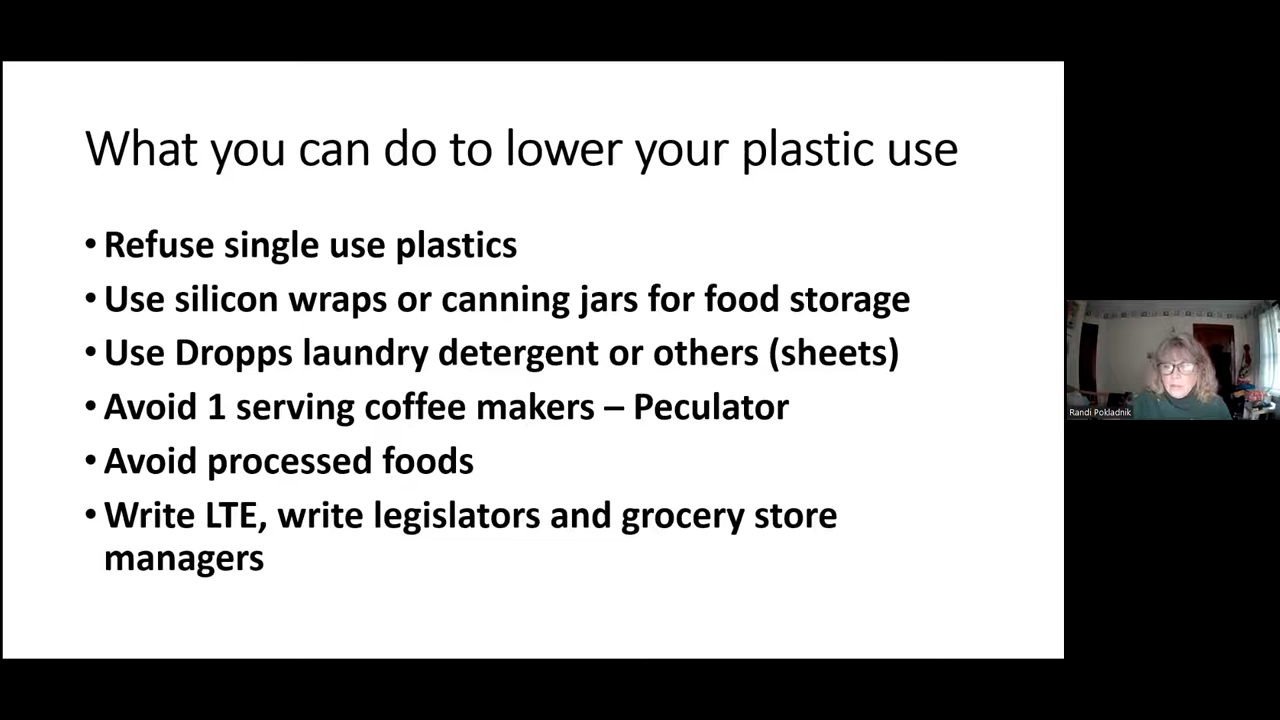 What you can do to lower your plastic use
• Refuse single use plastics
• Use silicon wraps or canning jars for food storage
• Use Dropps laundry detergent or others (sheets)
• Avoid 1 serving coffee makers – Peculator
• Avoid processed foods
• Write LTE, write legislators and grocery store
managers
Randi Pokladnik